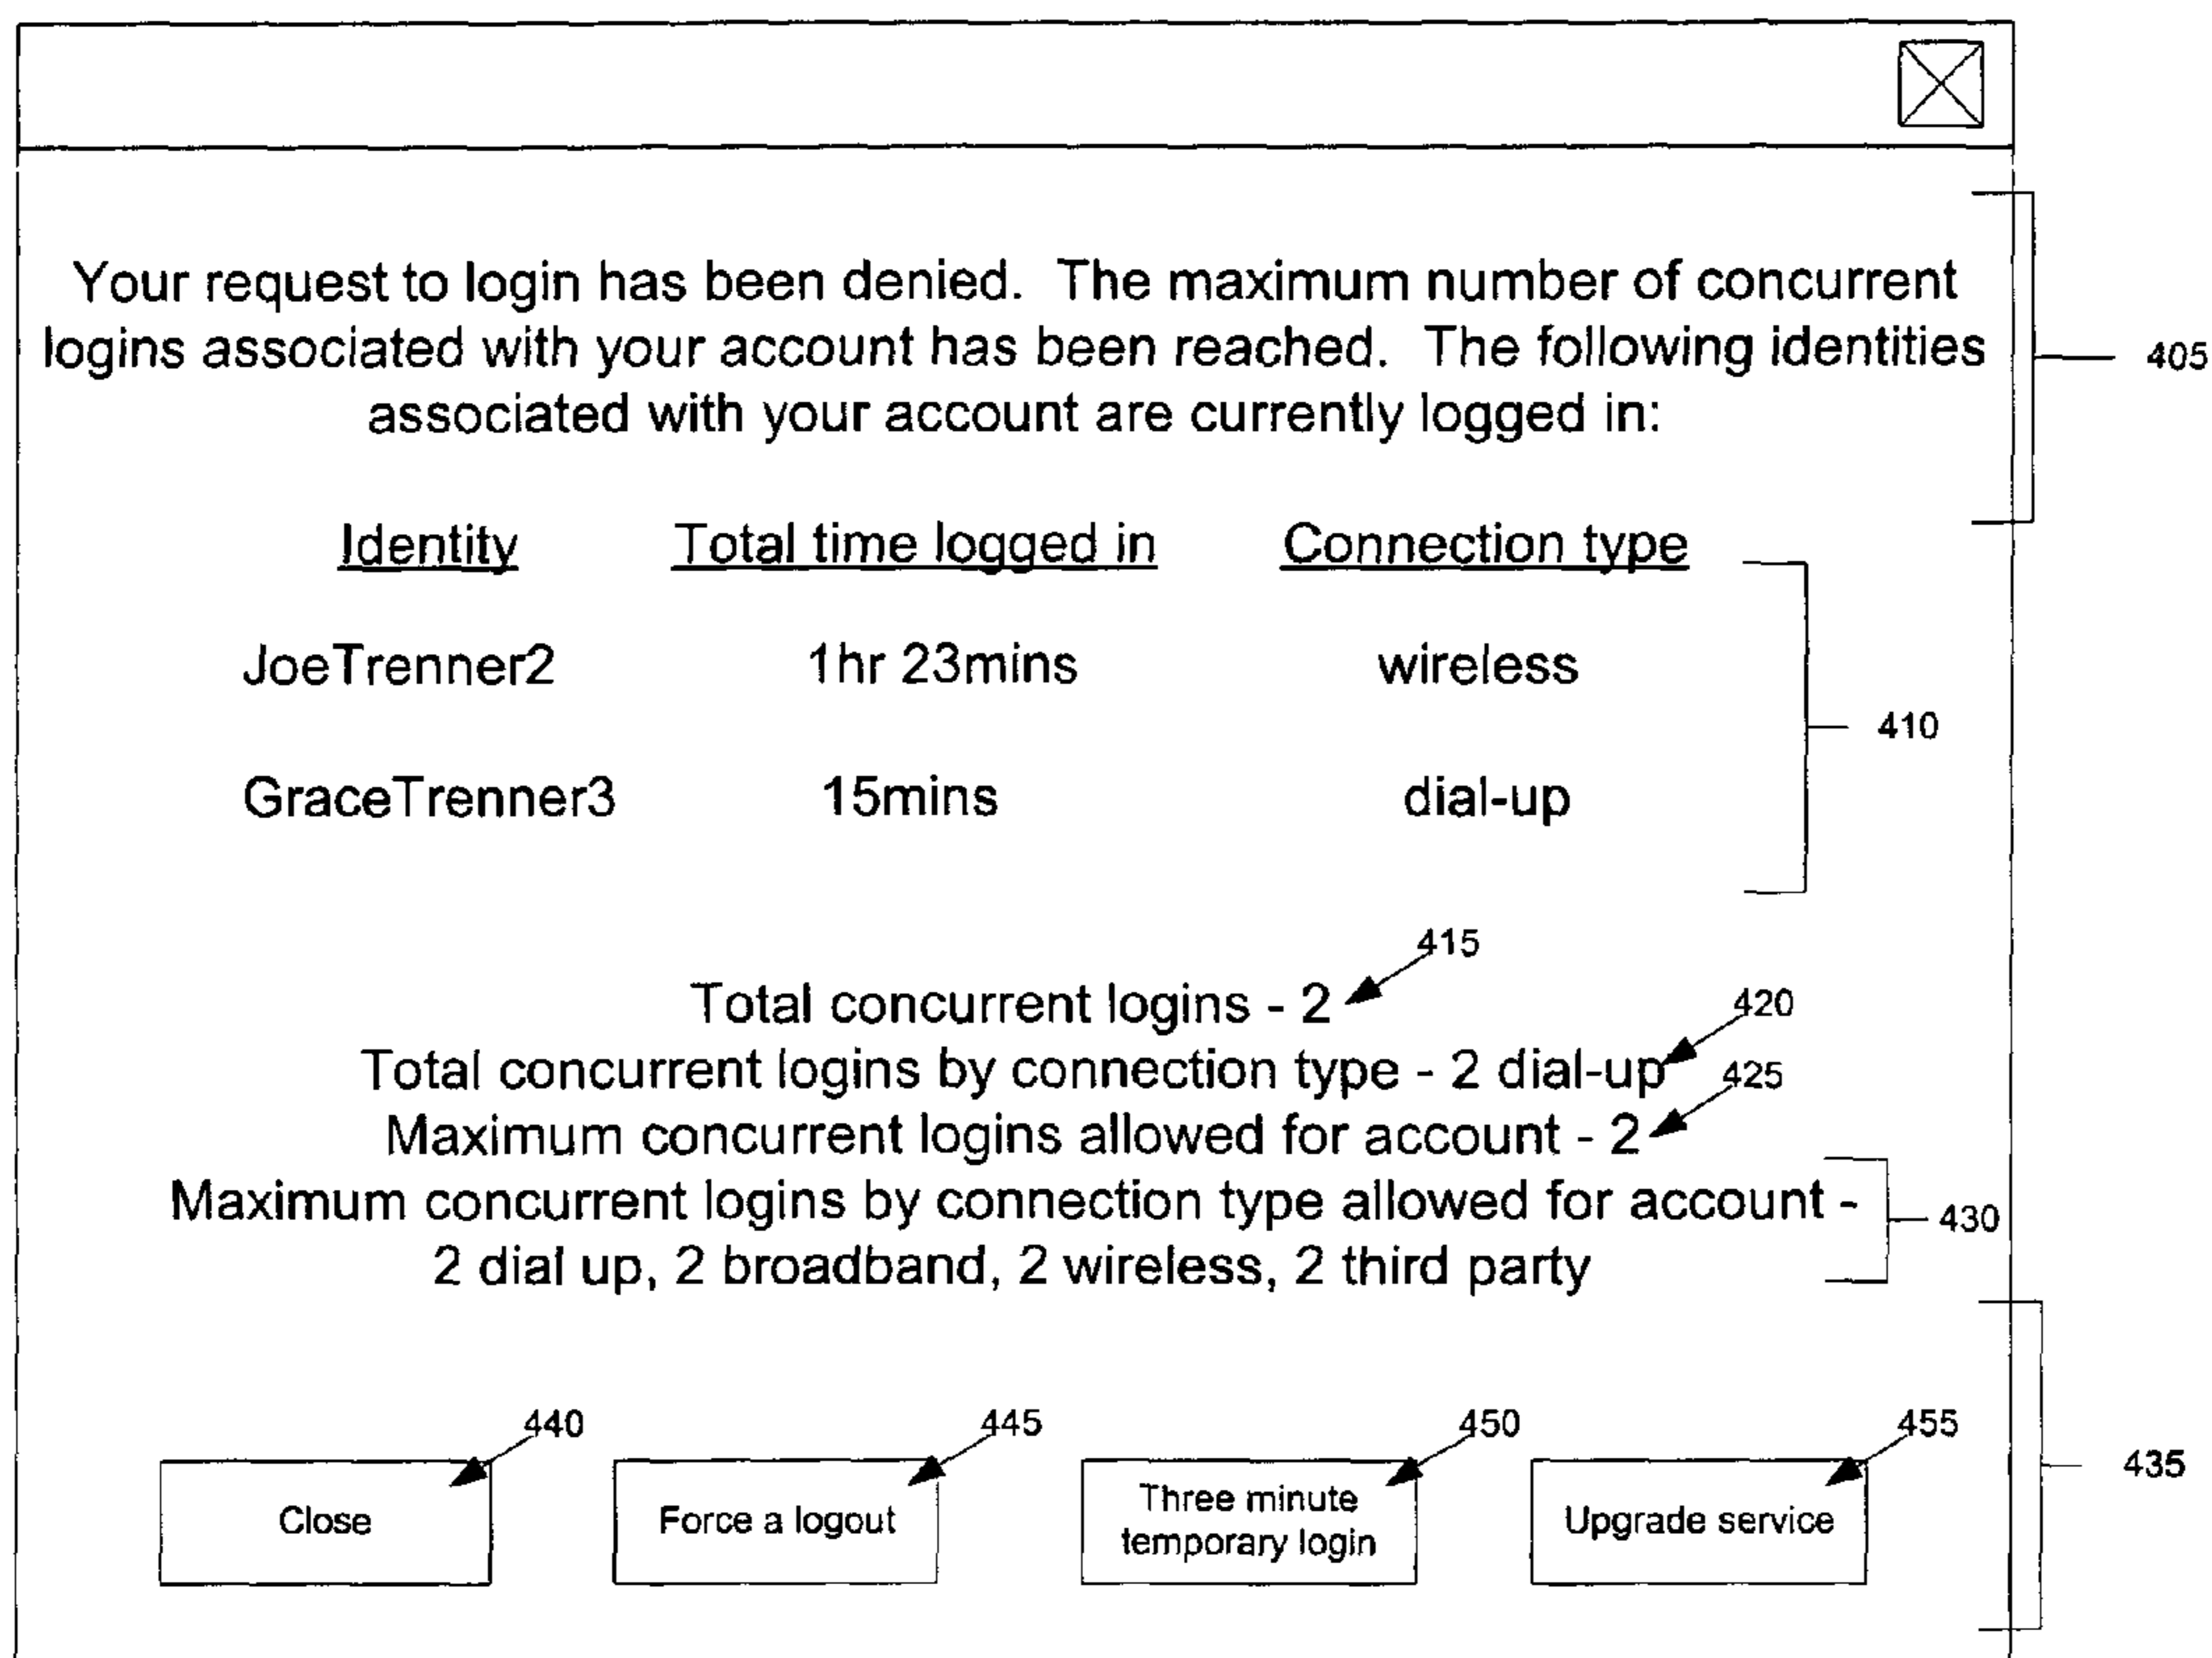 Your request to login has been denied.  The maximum number of concurrent
logins associated with your account has been reached.  The following identities
associated with your account are currently logged in:
405
Identity Total time logged in Connection type
JoeTrenner2 1hr 23mins wireless
410
GraceTrenner3 15mins dial-up
415
Total concurrent logins - 2
420
Total concurrent logins by connection type - 2 dial-up
425
Maximum concurrent logins allowed for account - 2
Maximum concurrent logins by connection type allowed for account -
430
2 dial up, 2 broadband, 2 wireless, 2 third party
440 445 450 455
435
Close
Force a logout
Three minute
temporary login
Upgrade service